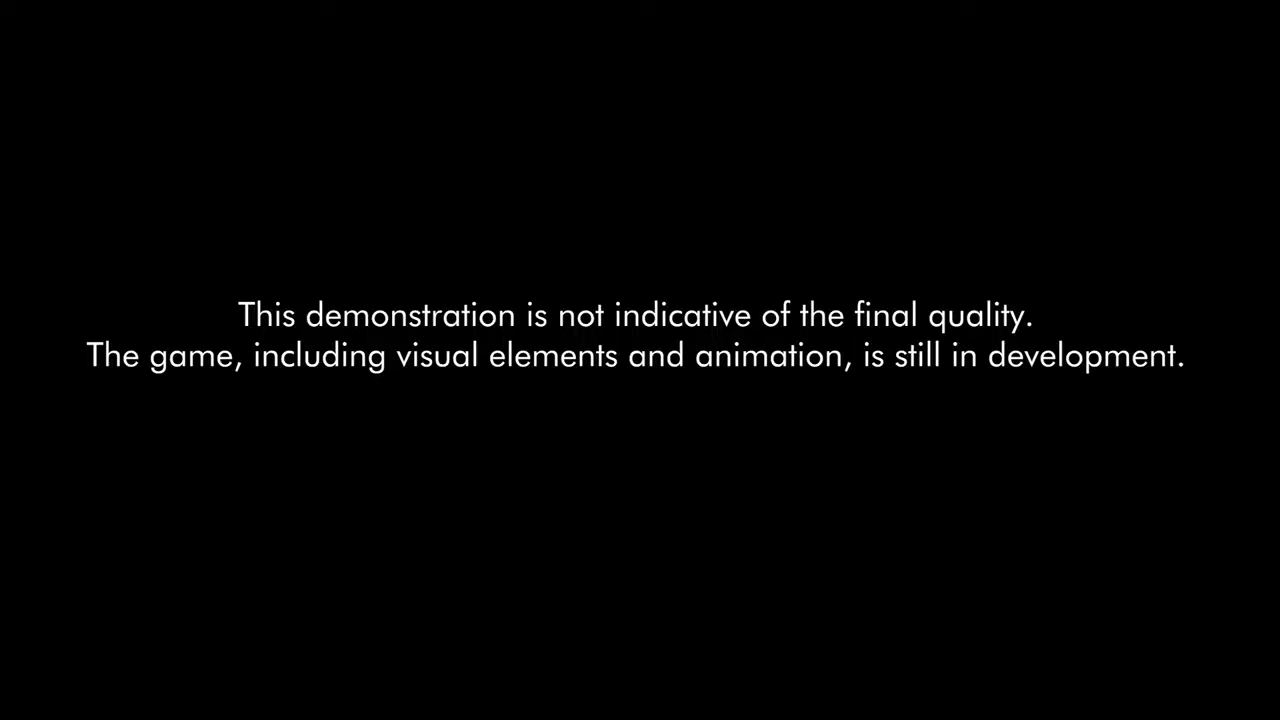 This demonstration is not indicative of the final quality.
The game, including visual elements and animation, is still in development.